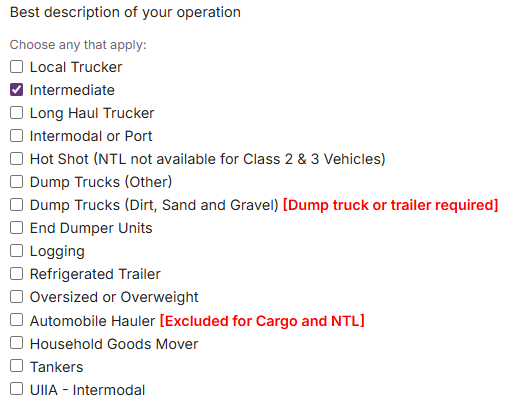 Best description of your operation
Choose any that apply:
Local Trucker
Intermediate
Long Haul Trucker
Intermodal or Port
Hot Shot (NTL not available for Class 2 & 3 Vehicles)
Dump Trucks (Other)
Dump Trucks (Dirt, Sand and Gravel) [Dump truck or trailer required]
End Dumper Units
Logging
Refrigerated Trailer
Oversized or Overweight
Automobile Hauler [Excluded for Cargo and NTL]
Household Goods Mover
Tankers
UIIA - Intermodal